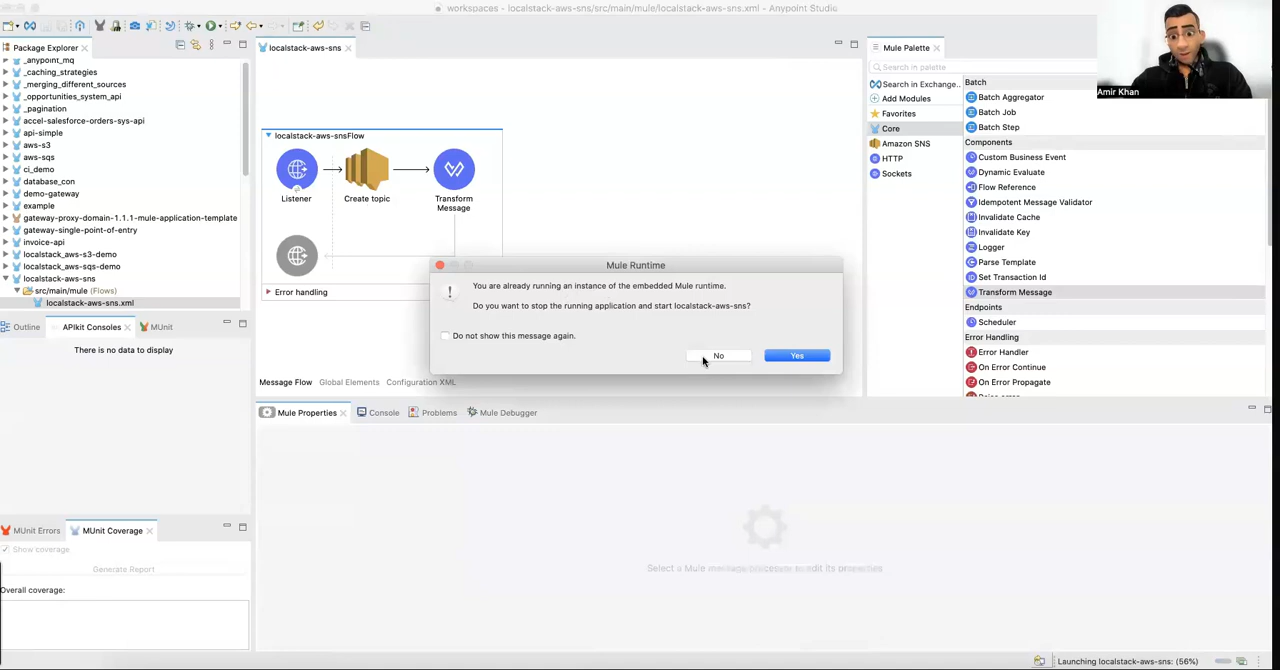 workspaces - localstack-aws-sns/src/main/mule/localstack-aws-sns.xml - Anypoint Studio
Package Explorer
_anypoint_mq
_caching_strategies
_merging_different_sources
_opportunities_system_api
_pagination
accel-salesforce-orders-sys-api
api-simple
aws-s3
aws-sqs
ci_demo
database_con
demo-gateway
example
gateway-proxy-domain-1.1.1-mule-application-template
gateway-single-point-of-entry
invoice-api
localstack_aws-s3-demo
localstack_aws-sqs-demo
localstack-aws-sns
src/main/mule (Flows)
localstack-aws-sns.xml
Outline
APIkit Consoles
MUnit
There is no data to display
MUnit Errors
MUnit Coverage
Show coverage
Generate Report
Overall coverage:
localstack-aws-sns
localstack-aws-snsFlow
Listener
Create topic
Transform
Message
Error handling
Message Flow
Global Elements
Configuration XML
Mule Runtime
You are already running an instance of the embedded Mule runtime.
Do you want to stop the running application and start localstack-aws-sns?
Do not show this message again.
No
Yes
Mule Properties
Console
Problems
Mule Debugger
Select a Mule message processor to edit its properties
Mule Palette
Search in palette
Search in Exchange..
Add Modules
Favorites
Core
Amazon SNS
HTTP
Sockets
Batch
Batch Aggregator
Batch Job
Batch Step
Components
Custom Business Event
Dynamic Evaluate
Flow Reference
Idempotent Message Validator
Invalidate Cache
Invalidate Key
Logger
Parse Template
Set Transaction Id
Transform Message
Endpoints
Scheduler
Error Handling
Error Handler
On Error Continue
On Error Propagate
Amir Khan
Launching localstack-aws-sns: (56%)